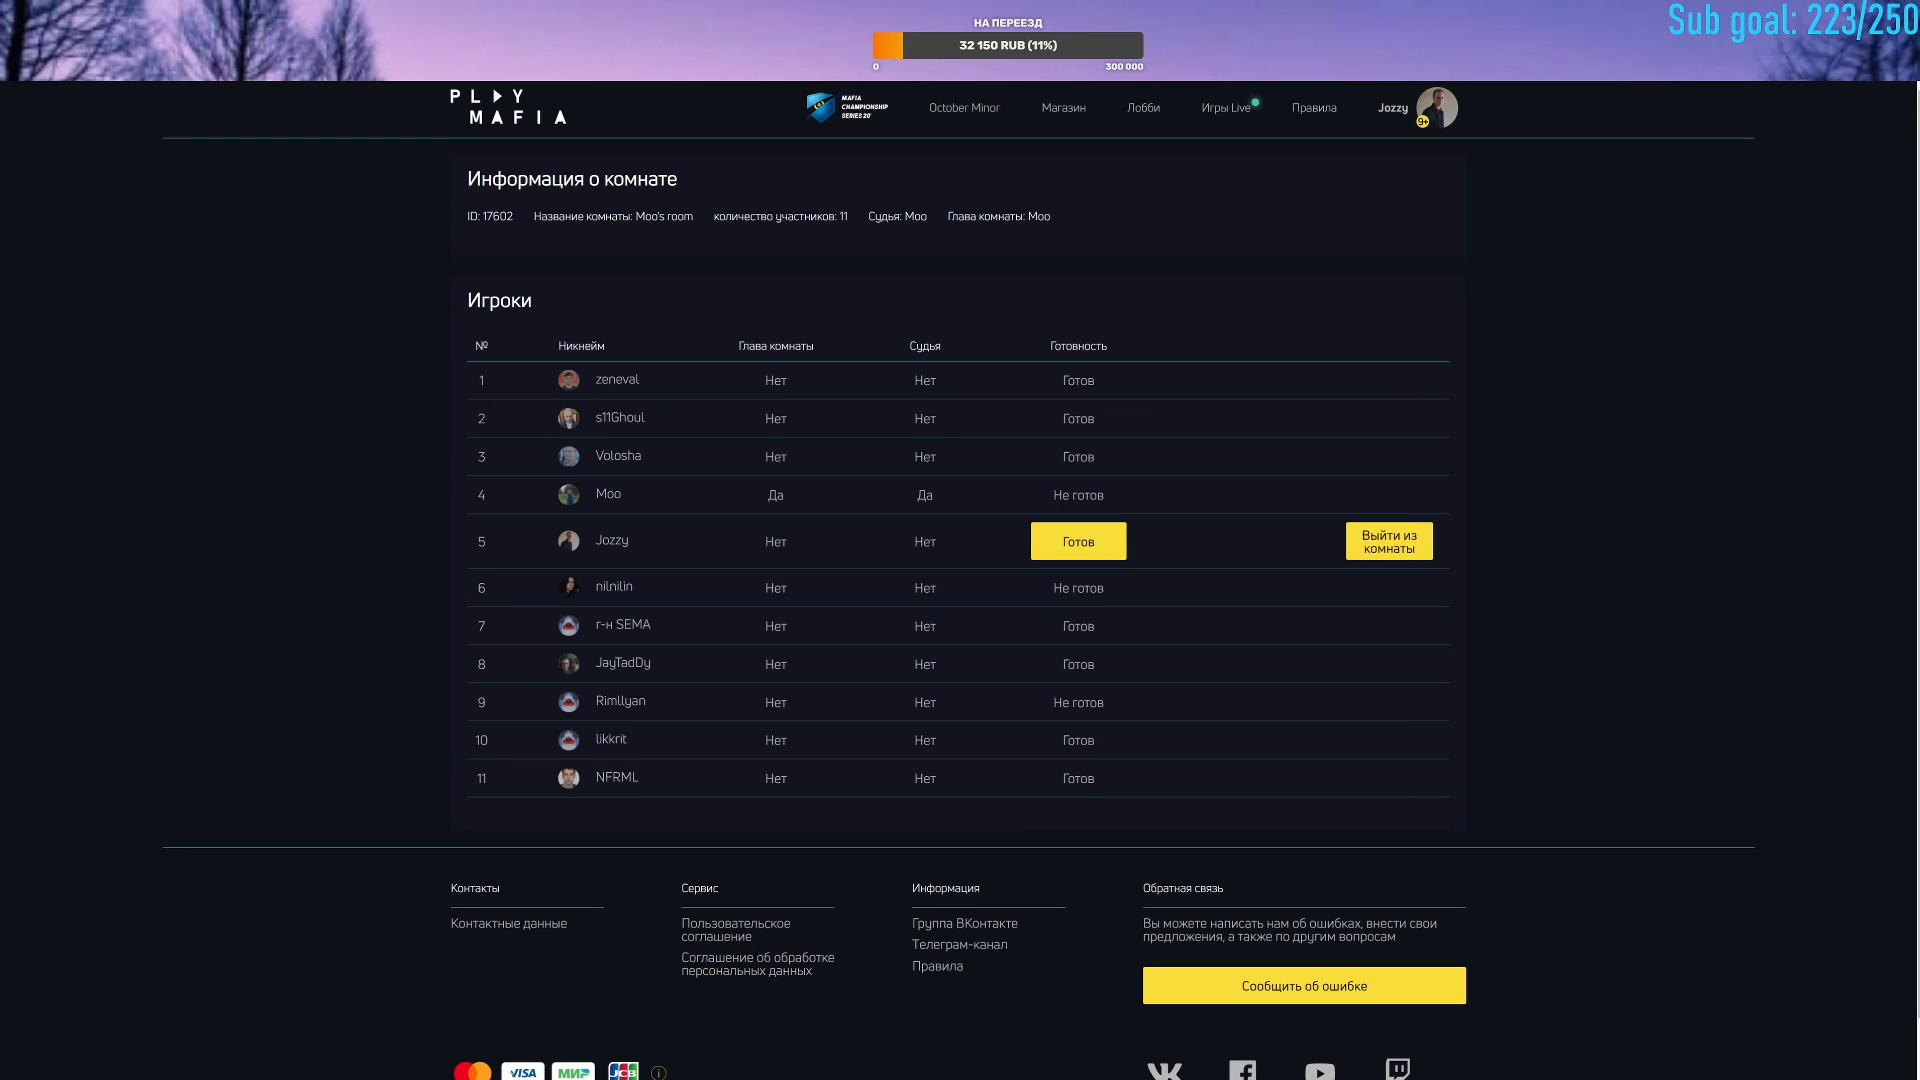 НА ПЕРЕЕЗД
Sub goal: 223/250
32 150 RUB (11%)
0 300 000
PL▶Y
MAFIA
MAFIA
CHAMPIONSHIP
SERIES 20'
October Minor Магазин Лобби Игры Live Правила Jozzy
9+
Информация о комнате
ID: 17602 Название комнаты: Moo's room количество участников: 11 Судья: Moo Глава комнаты: Moo
Игроки
№ Никнейм Глава комнаты Судья Готовность
1 zeneval Нет Нет Готов
2 s11Ghoul Нет Нет Готов
3 Volosha Нет Нет Готов
4 Moo Да Да Не готов
5 Jozzy Нет Нет Готов Выйти из
комнаты
6 nilnilin Нет Нет Не готов
7 г-н SEMA Нет Нет Готов
8 JayTadDy Нет Нет Готов
9 Rimllyan Нет Нет Не готов
10 likkrit Нет Нет Готов
11 NFRML Нет Нет Готов
Контакты
Контактные данные
Сервис
Пользовательское
соглашение
Соглашение об обработке
персональных данных
Информация
Группа ВКонтакте
Телеграм-канал
Правила
Обратная связь
Вы можете написать нам об ошибках, внести свои
предложения, а также по другим вопросам
Сообщить об ошибке
VISA МИР JCB